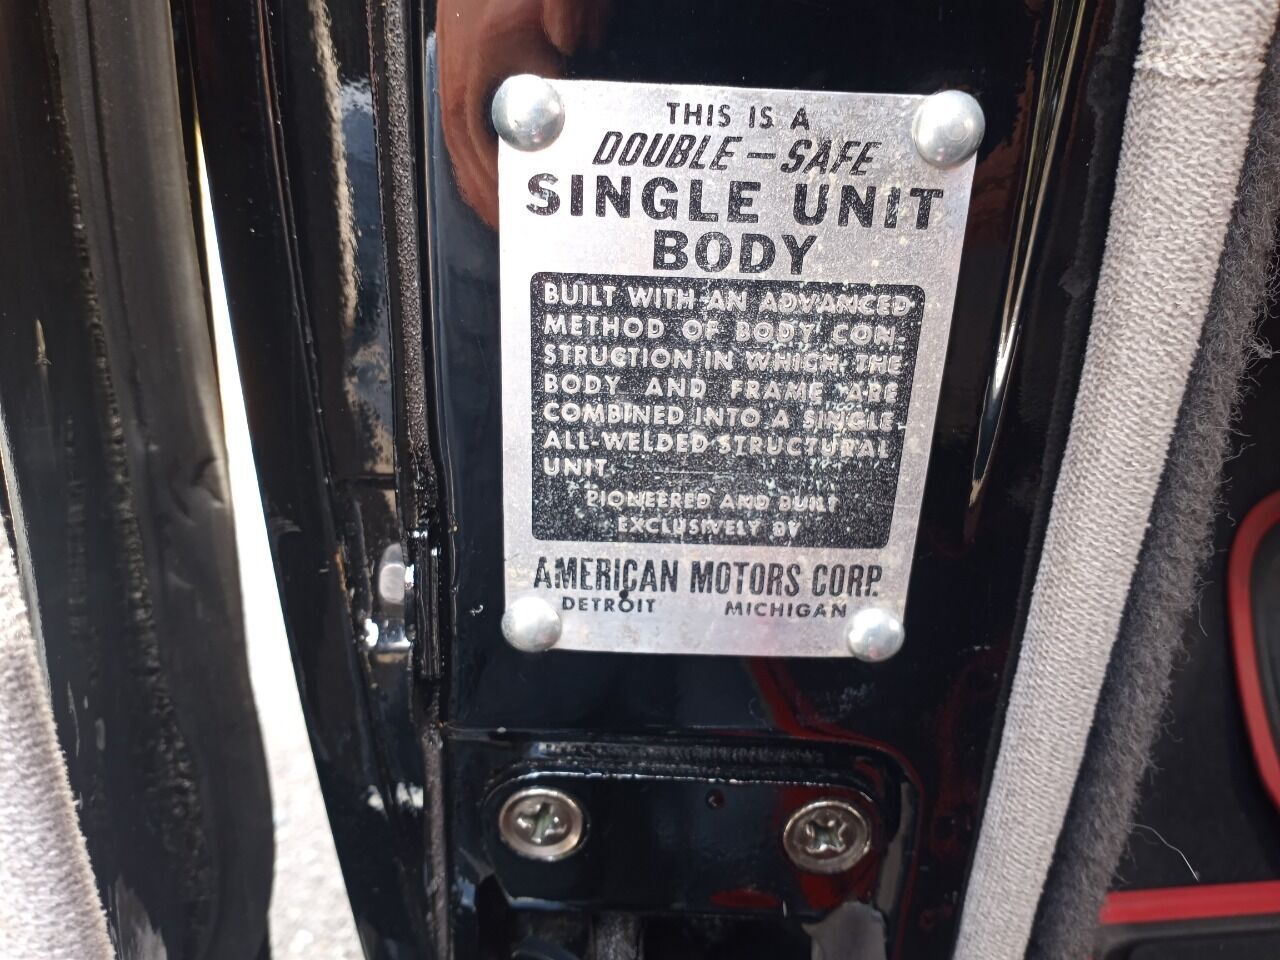 THIS IS A
DOUBLE-SAFE
SINGLE UNIT
BODY
BUILT WITH AN ADVANCED
METHOD OF BODY CON-
STRUCTION IN WHICH THE
BODY AND FRAME ARE
COMBINED INTO A SINGLE
ALL-WELDED STRUCTURAL
UNIT.
PIONEERED AND BUILT
EXCLUSIVELY BY
AMERICAN MOTORS CORP.
DETROIT MICHIGAN